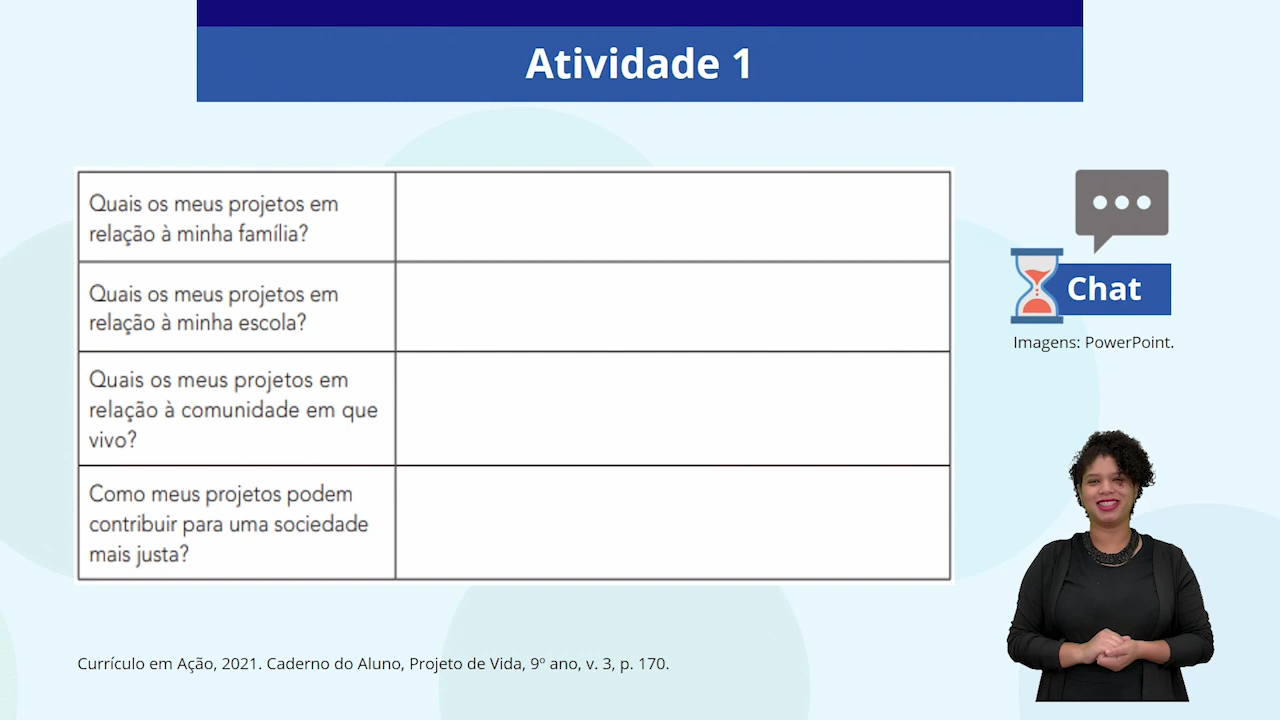 Atividade 1
Quais os meus projetos em
relação à minha família?
Quais os meus projetos em
relação à minha escola?
Quais os meus projetos em
relação à comunidade em que
vivo?
Como meus projetos podem
contribuir para uma sociedade
mais justa?
Chat
Imagens: PowerPoint.
Currículo em Ação, 2021. Caderno do Aluno, Projeto de Vida, 9º ano, v. 3, p. 170.